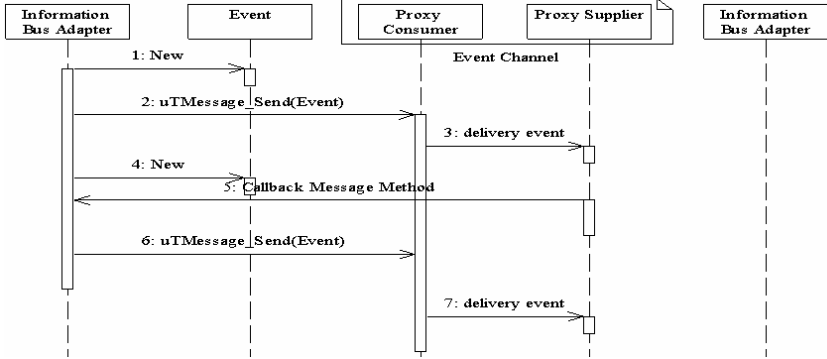 Information
Bus Adapter
Event
Proxy
Consumer
Proxy Supplier
Information
Bus Adapter
Event Channel
1: New
2: uTMessage_Send(Event)
3: delivery event
4: New
5: Callback Message Method
6: uTMessage_Send(Event)
7: delivery event